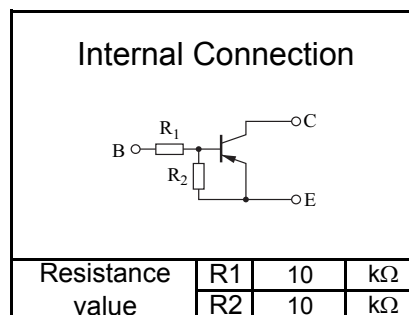 Internal Connection
C
R1
B
R2
E
Resistance value R1 10 kΩ
R2 10 kΩ